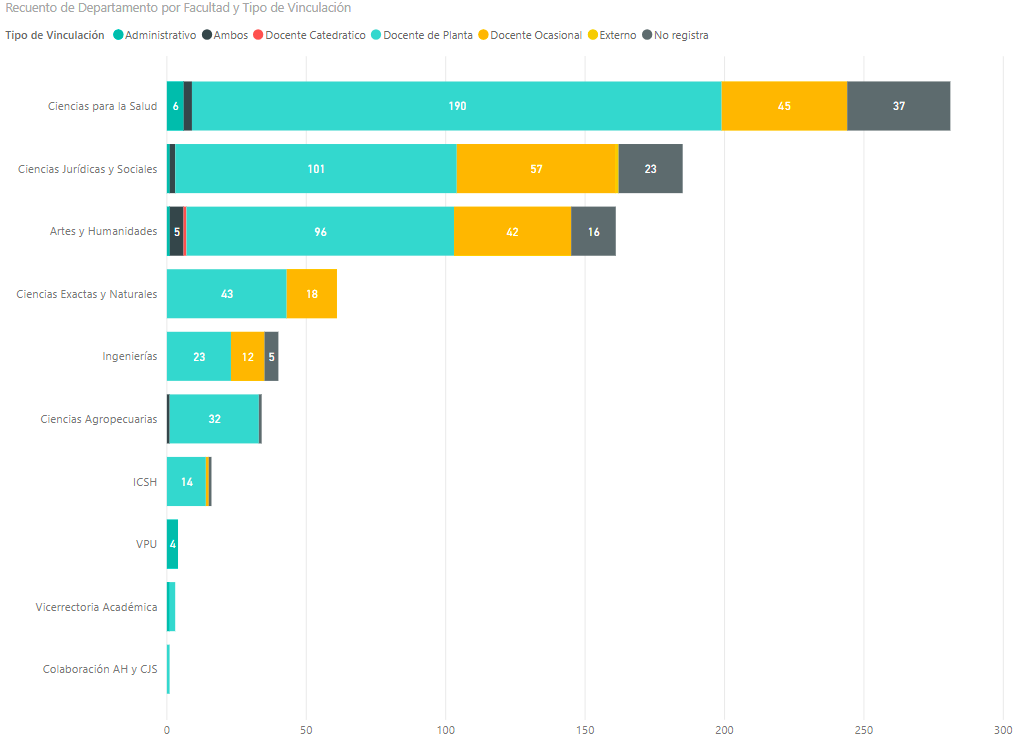 Recuento de Departamento por Facultad y Tipo de Vinculación
Tipo de Vinculación Administrativo Ambos Docente Catedratico Docente de Planta Docente Ocasional Externo No registra
Ciencias para la Salud 6 190 45 37
Ciencias Jurídicas y Sociales 101 57 23
Artes y Humanidades 5 96 42 16
Ciencias Exactas y Naturales 43 18
Ingenierías 23 12 5
Ciencias Agropecuarias 32
ICSH 14
VPU 4
Vicerrectoria Académica
Colaboración AH y CJS
0 50 100 150 200 250 300